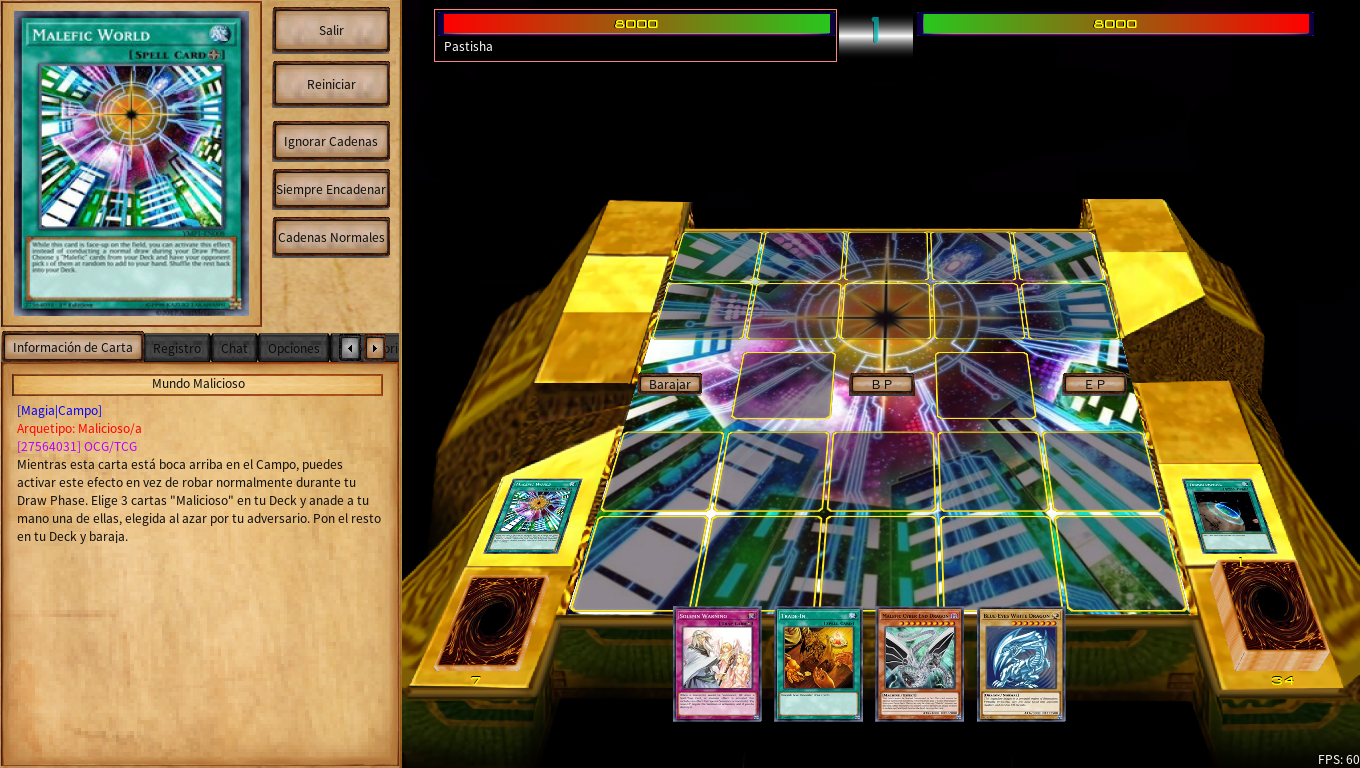 MALEFIC WORLD
[SPELL CARD]
While this card is face-up on the field, you can activate this effect
instead of conducting a normal draw during your Draw Phase.
Choose 3 "Malefic" cards from your Deck and have your opponent
pick 1 of them at random to add to your hand. Shuffle the rest back
into your Deck.
Salir
Reiniciar
Ignorar Cadenas
Siempre Encadenar
Cadenas Normales
8000
Pastisha
1
8000
Información de Carta
Registro
Chat
Opciones
Mundo Malicioso
[Magia|Campo]
Arquetipo: Malicioso/a
[27564031] OCG/TCG
Mientras esta carta está boca arriba en el Campo, puedes
activar este efecto en vez de robar normalmente durante tu
Draw Phase. Elige 3 cartas "Malicioso" en tu Deck y anade a tu
mano una de ellas, elegida al azar por tu adversario. Pon el resto
en tu Deck y baraja.
Barajar
B P
E P
MALEFIC WORLD
1
7
34
SOLEMN WARNING
TRADE-IN
MALEFIC CYBER END DRAGON
BLUE-EYES WHITE DRAGON
FPS: 60